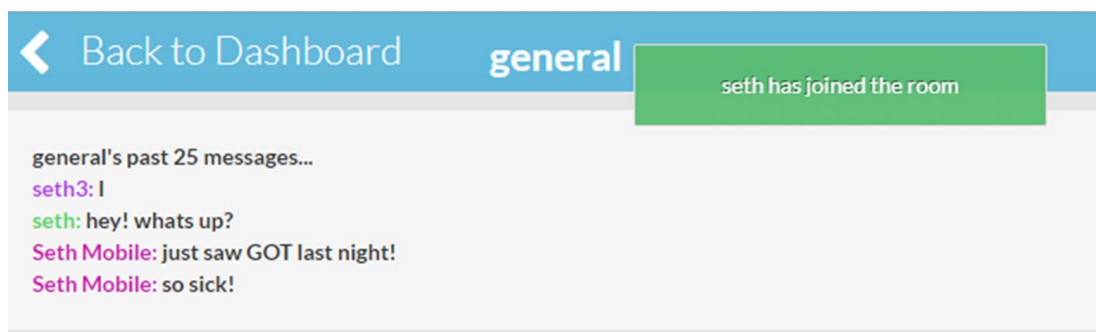 Back to Dashboard
general
seth has joined the room
general's past 25 messages...
seth3: I
seth: hey! whats up?
Seth Mobile: just saw GOT last night!
Seth Mobile: so sick!